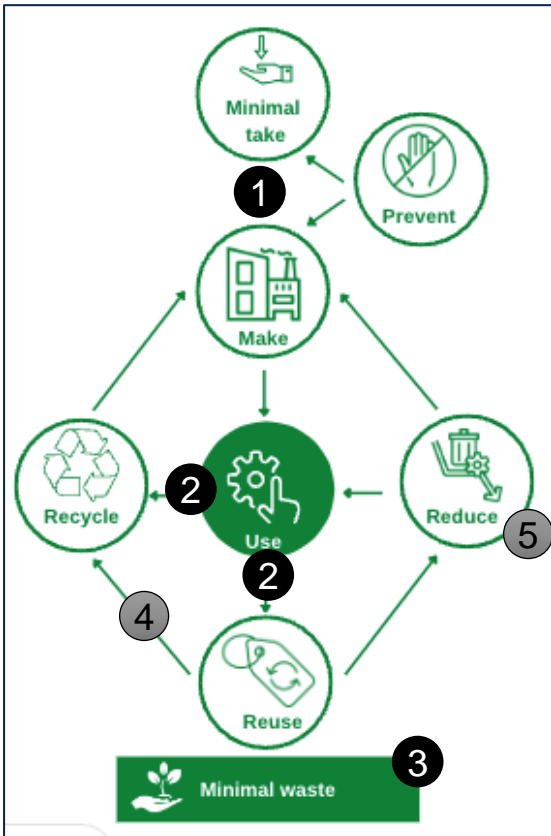 Minimal
take
1
Prevent
Make
2
Recycle
Use
Reduce
5
2
4
Reuse
3
Minimal waste